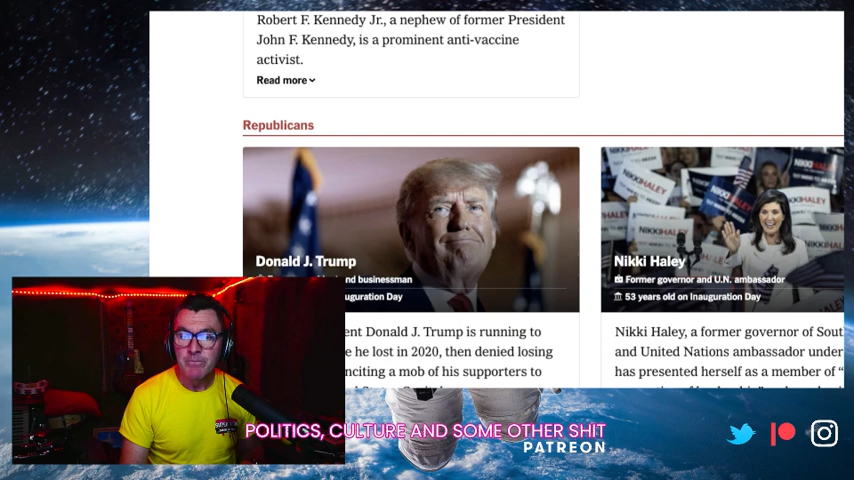 Robert F. Kennedy Jr., a nephew of former President
John F. Kennedy, is a prominent anti-vaccine
activist.
Read more
Republicans
Donald J. Trump
nd businessman
uguration Day
ent Donald J. Trump is running to
e he lost in 2020, then denied losing
nciting a mob of his supporters to
NIKKI HALEY
NIKKI HALEY
Nikki Haley
Former governor and U.N. ambassador
53 years old on Inauguration Day
Nikki Haley, a former governor of Sout
and United Nations ambassador under
has presented herself as a member of “
POLITICS, CULTURE AND SOME OTHER SHIT
PATREON